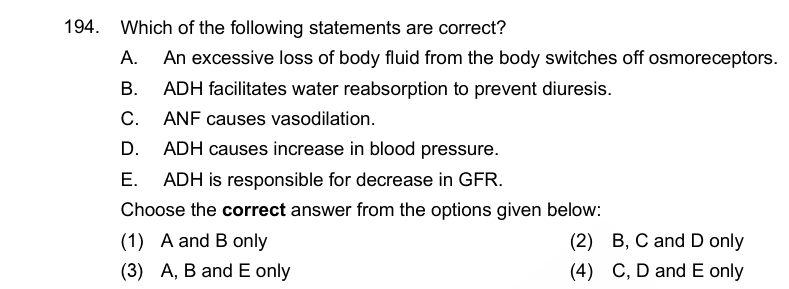 194. Which of the following statements are correct?
A. An excessive loss of body fluid from the body switches off osmoreceptors.
B. ADH facilitates water reabsorption to prevent diuresis.
C. ANF causes vasodilation.
D. ADH causes increase in blood pressure.
E. ADH is responsible for decrease in GFR.
Choose the correct answer from the options given below:
(1) A and B only (2) B, C and D only
(3) A, B and E only (4) C, D and E only